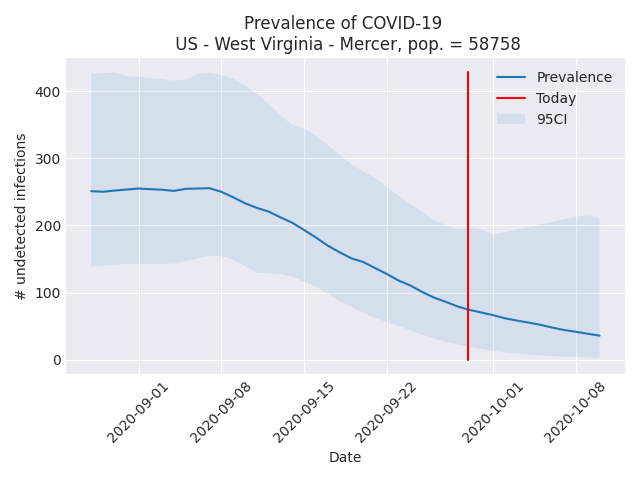 Prevalence of COVID-19
US - West Virginia - Mercer, pop. = 58758
Prevalence
Today
95CI
# undetected infections
400
300
200
100
0
2020-09-01
2020-09-08
2020-09-15
2020-09-22
2020-10-01
2020-10-08
Date